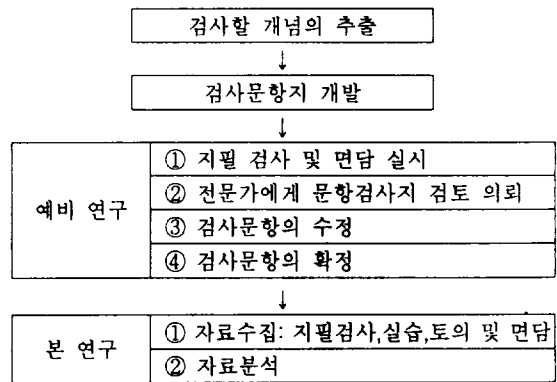 검사할 개념의 추출
↓
검사문항지 개발
↓
예비 연구
① 지필 검사 및 면담 실시
② 전문가에게 문항검사지 검토 의뢰
③ 검사문항의 수정
④ 검사문항의 확정
↓
본 연구
① 자료수집: 지필검사,실습,토의 및 면담
② 자료분석